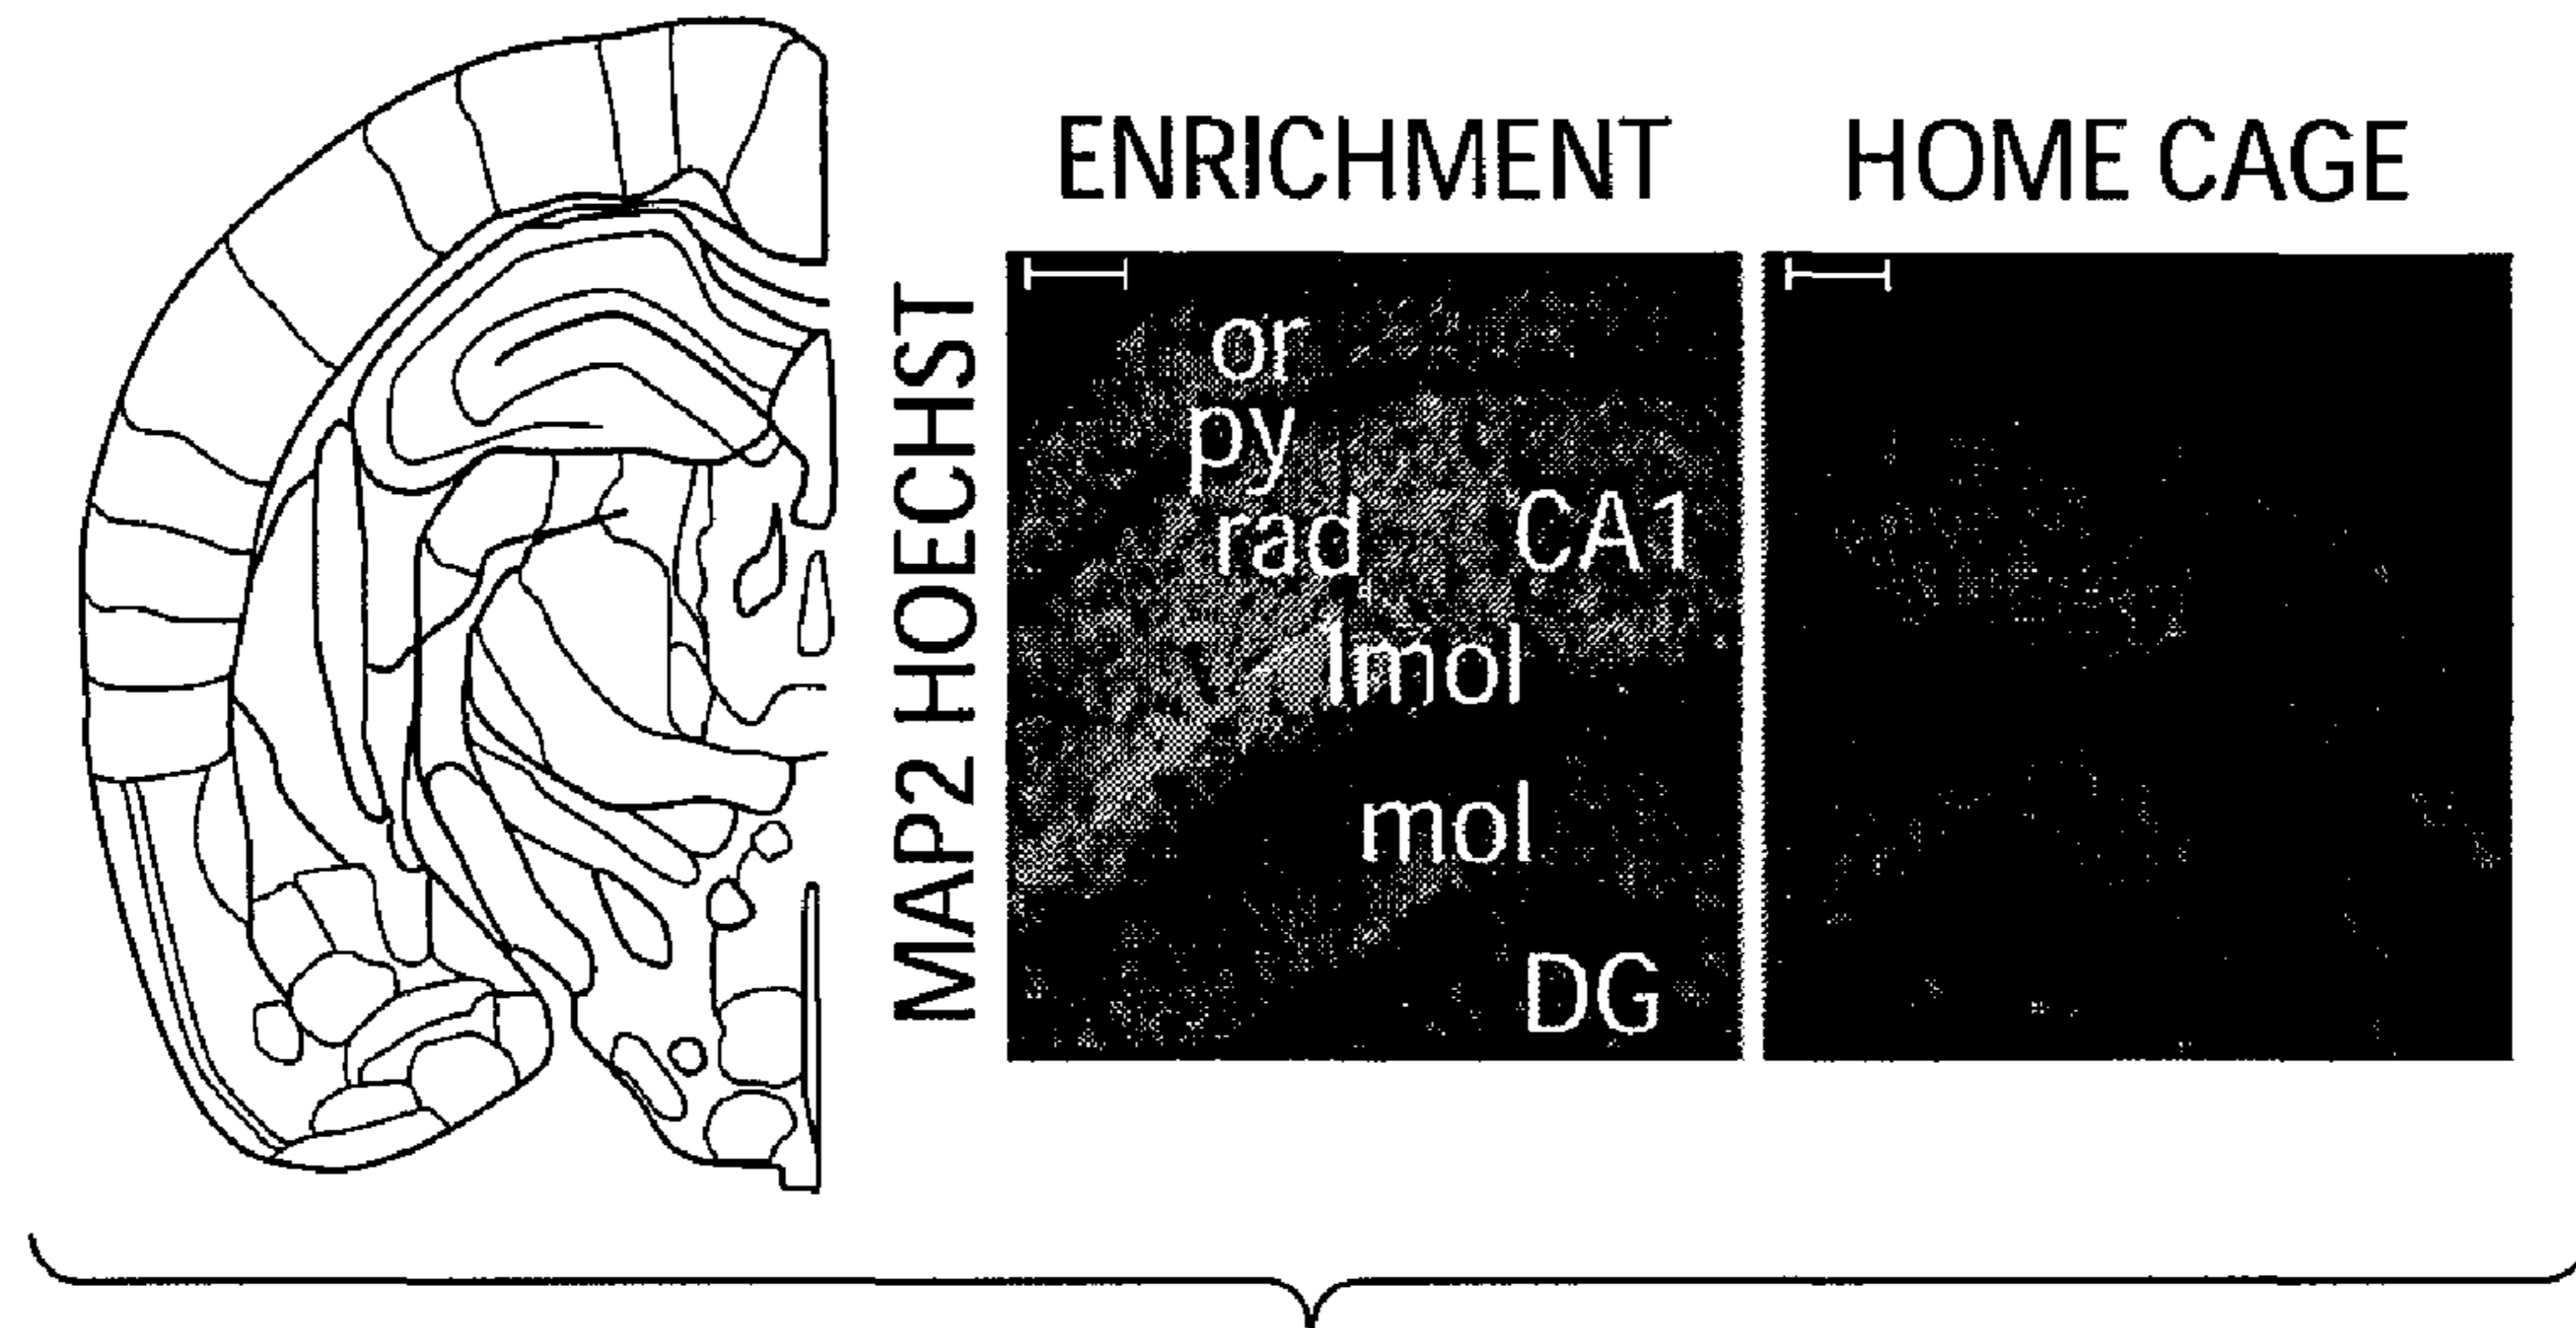 ENRICHMENT
HOME CAGE
MAP2 HOECHST
or
py
rad
CA1
lmol
mol
DG